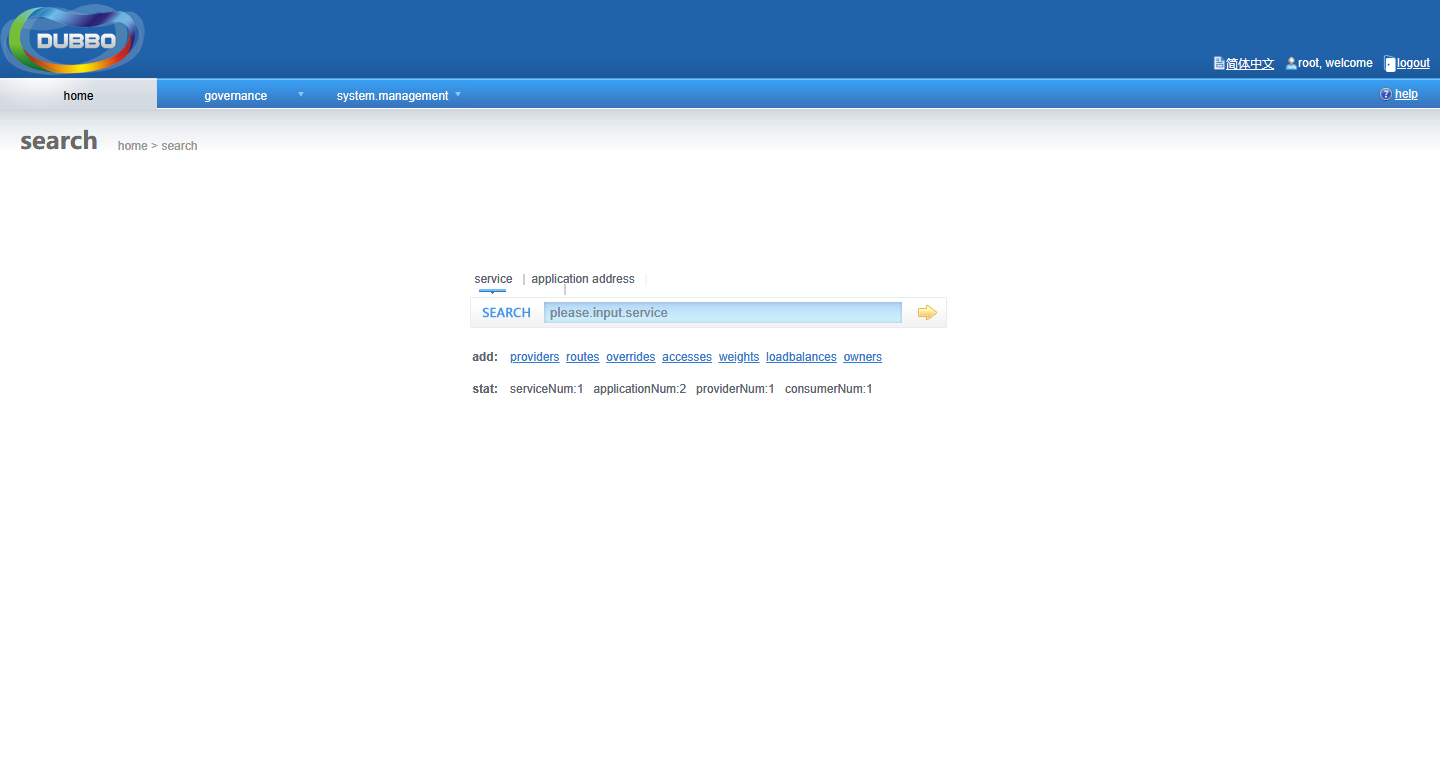 DUBBO
简体中文 root, welcome logout
home governance system.management help
search home > search
service application address
SEARCH please.input.service
add: providers routes overrides accesses weights loadbalances owners
stat: serviceNum:1 applicationNum:2 providerNum:1 consumerNum:1